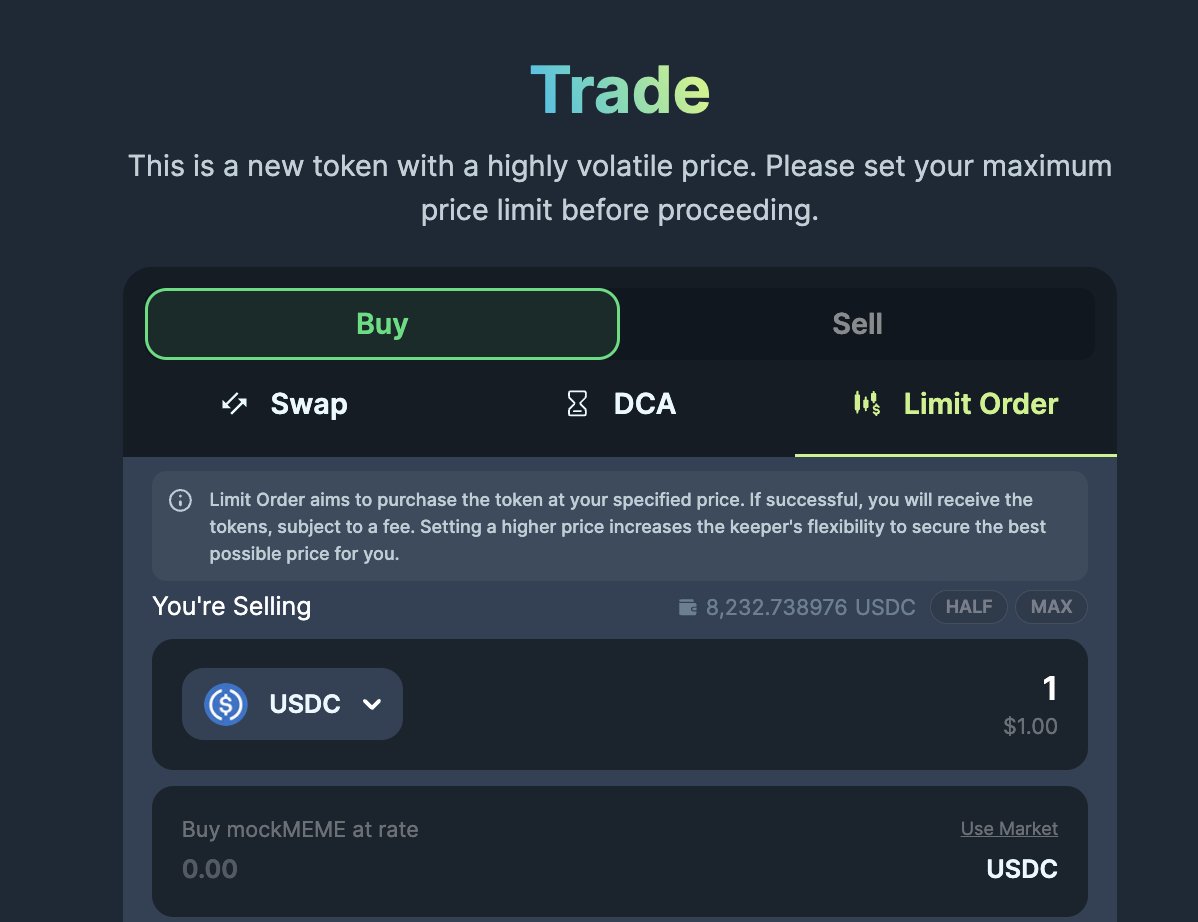 Trade
This is a new token with a highly volatile price. Please set your maximum
price limit before proceeding.
Buy
Sell
Swap
DCA
Limit Order
Limit Order aims to purchase the token at your specified price. If successful, you will receive the
tokens, subject to a fee. Setting a higher price increases the keeper's flexibility to secure the best
possible price for you.
You're Selling
8,232.738976 USDC
HALF
MAX
USDC
1
$1.00
Buy mockMEME at rate
Use Market
0.00
USDC